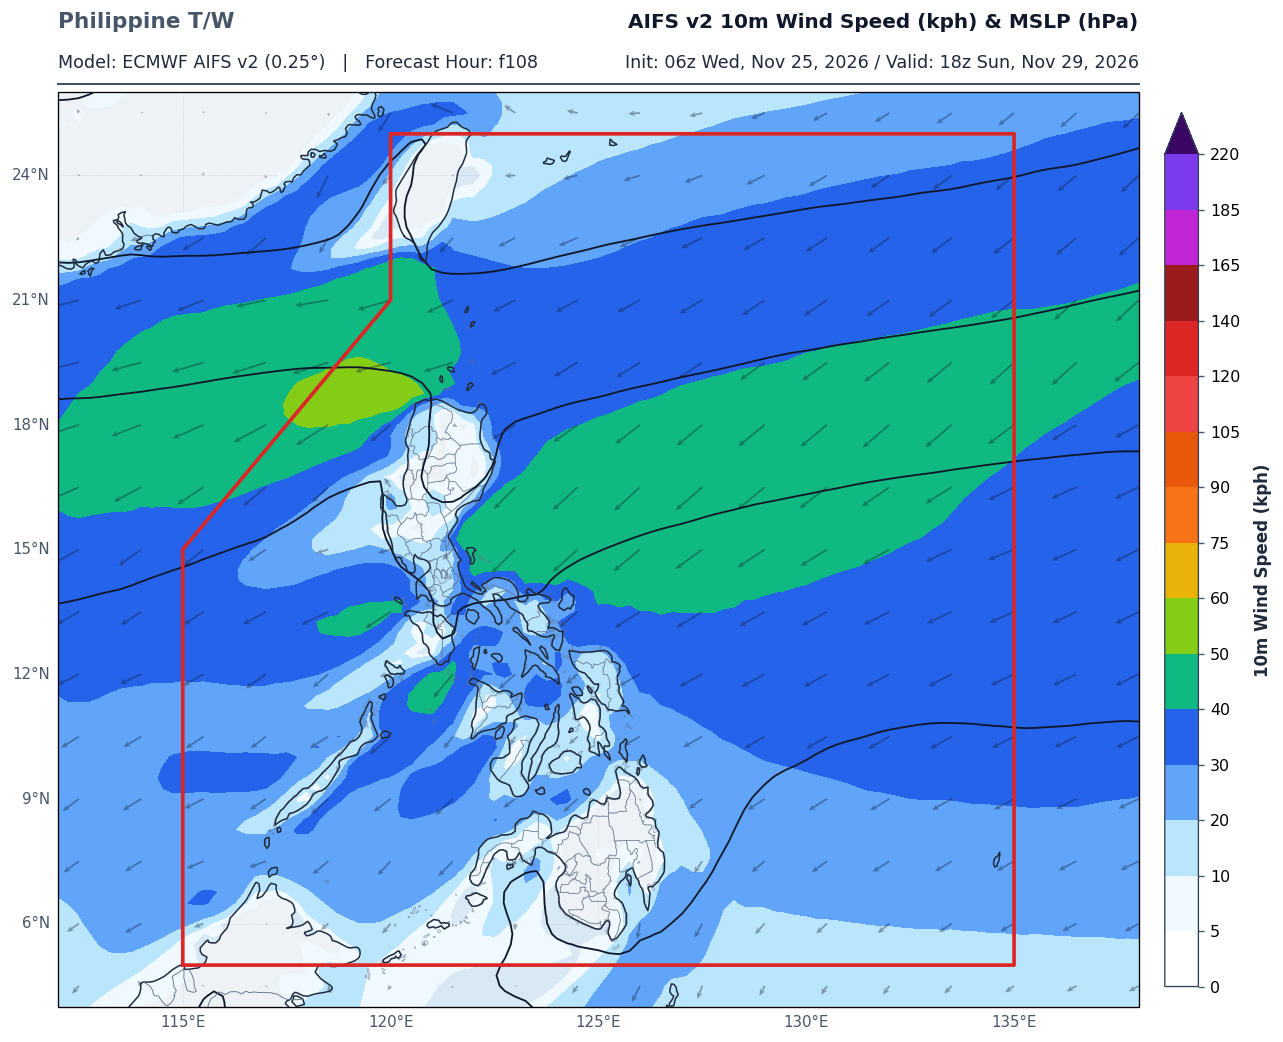 Philippine T/W
AIFS v2 10m Wind Speed (kph) & MSLP (hPa)
Model: ECMWF AIFS v2 (0.25°)   |   Forecast Hour: f108
Init: 06z Wed, Nov 25, 2026 / Valid: 18z Sun, Nov 29, 2026
24°N
21°N
18°N
15°N
12°N
9°N
6°N
115°E
120°E
125°E
130°E
135°E
220
185
165
140
120
105
90
75
60
50
40
30
20
10
5
0
10m Wind Speed (kph)